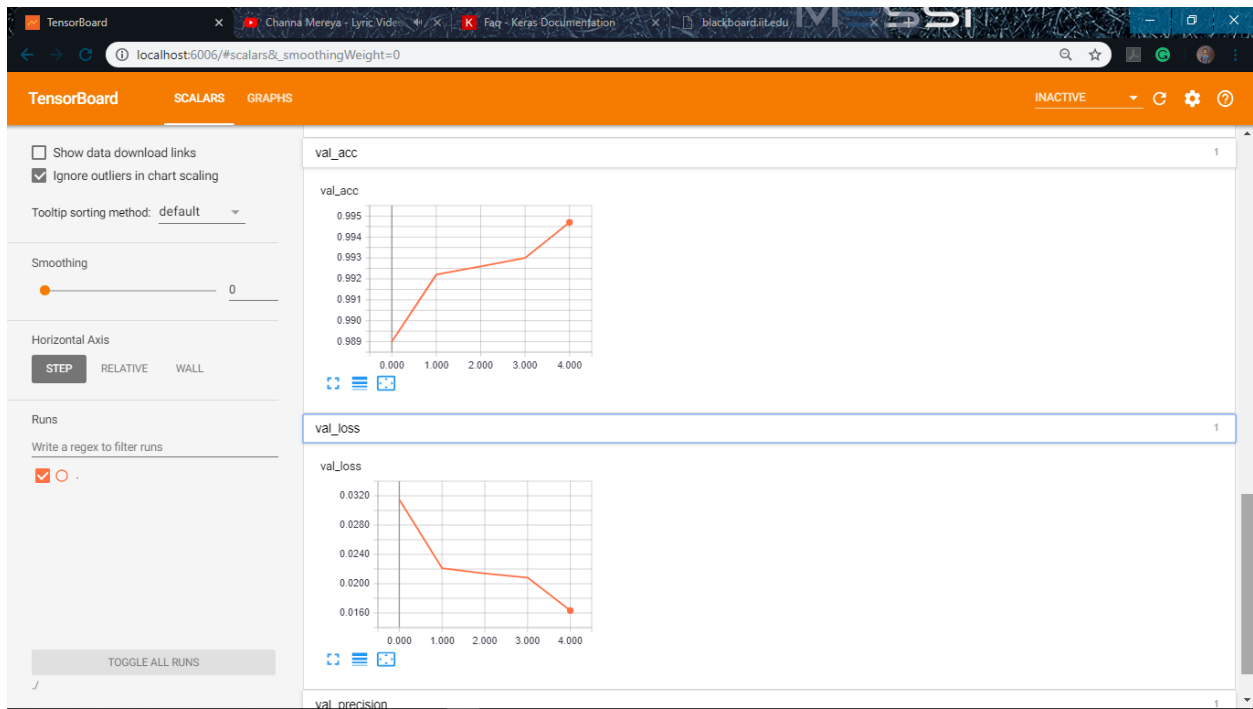 TensorBoard
Channa Mereya - Lyric Vide
Faq - Keras Documentation
blackboard.iit.edu
MESSI
localhost:6006/#scalars&_smoothingWeight=0
TensorBoard
SCALARS
GRAPHS
INACTIVE
Show data download links
Ignore outliers in chart scaling
Tooltip sorting method: default
Smoothing
0
Horizontal Axis
STEP
RELATIVE
WALL
Runs
Write a regex to filter runs
.
TOGGLE ALL RUNS
./
val_acc
1
val_acc
0.995
0.994
0.993
0.992
0.991
0.990
0.989
0.000 1.000 2.000 3.000 4.000
val_loss
1
val_loss
0.0320
0.0280
0.0240
0.0200
0.0160
0.000 1.000 2.000 3.000 4.000
val_precision
1